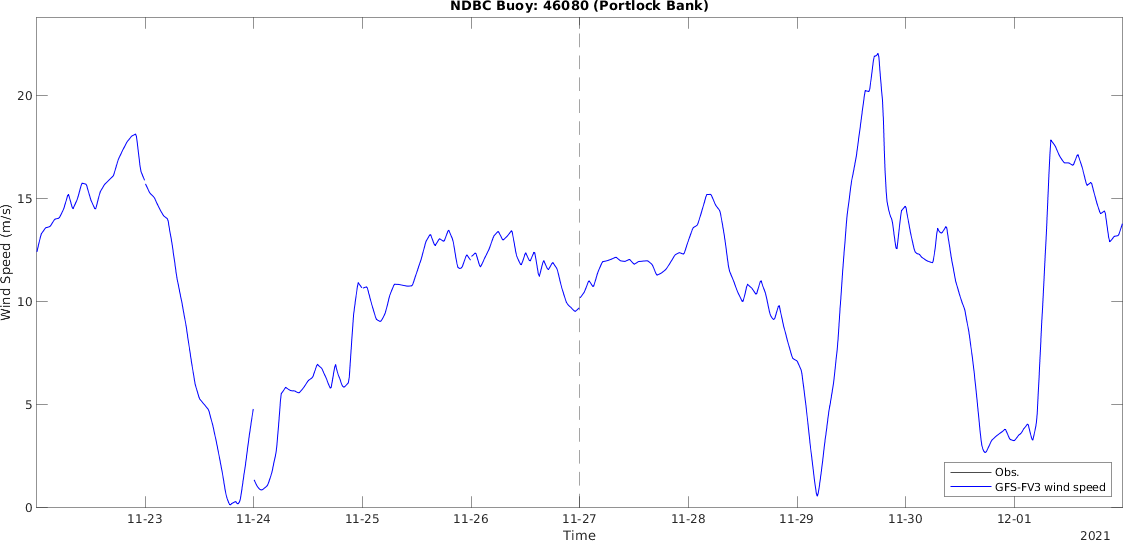 NDBC Buoy: 46080 (Portlock Bank)
Wind Speed (m/s)
20
15
10
5
0
11-23 11-24 11-25 11-26 11-27 11-28 11-29 11-30 12-01
Time
2021
Obs.
GFS-FV3 wind speed